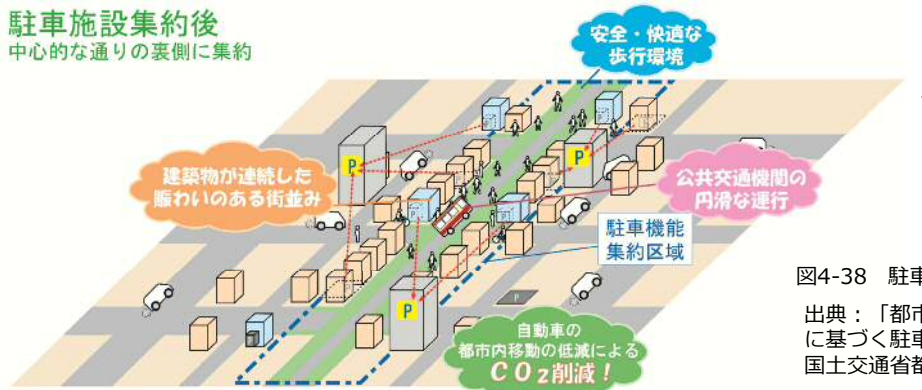 駐車施設集約後
中心的な通りの裏側に集約
安全・快適な
歩行環境
建築物が連続した
賑わいのある街並み
公共交通機関の
円滑な運行
駐車機能
集約区域
自動車の
都市内移動の低減による
CO2削減！
P
P
P
図4-38 駐車
出典：「都市
に基づく駐車
国土交通省都